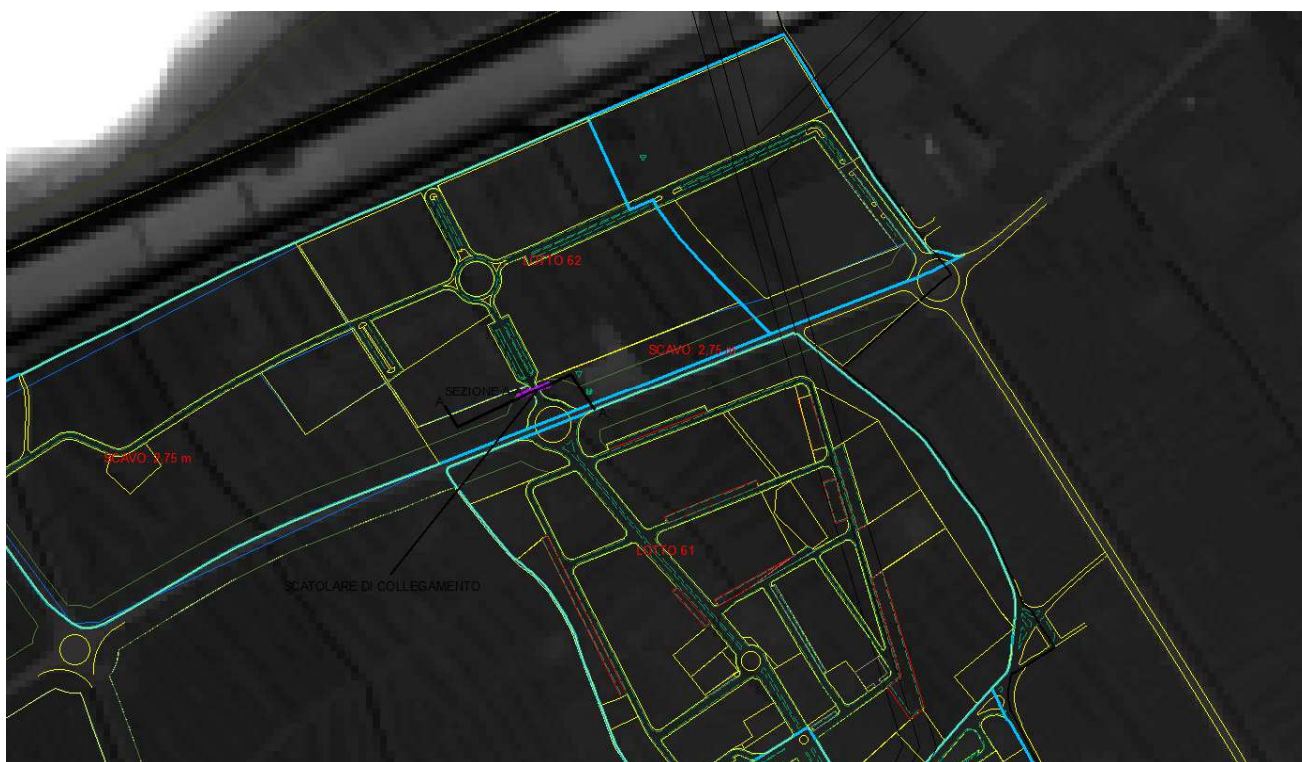 LOTTO 62
SCAVO: 2,75 m
SEZIONE A
A
SCAVO: 2,75 m
LOTTO 61
SCATOLARE DI COLLEGAMENTO